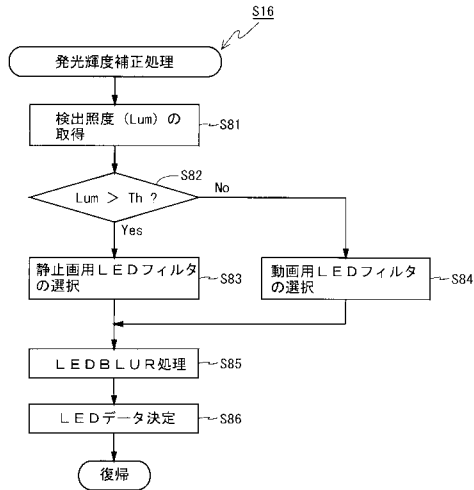 S16
発光輝度補正処理
検出照度（Lum）の
取得
S81
S82
Lum ＞ Th ?
No
Yes
静止画用ＬＥＤフィルタ
の選択
S83
動画用ＬＥＤフィルタ
の選択
S84
ＬＥＤＢＬＵＲ処理
S85
ＬＥＤデータ決定
S86
復帰